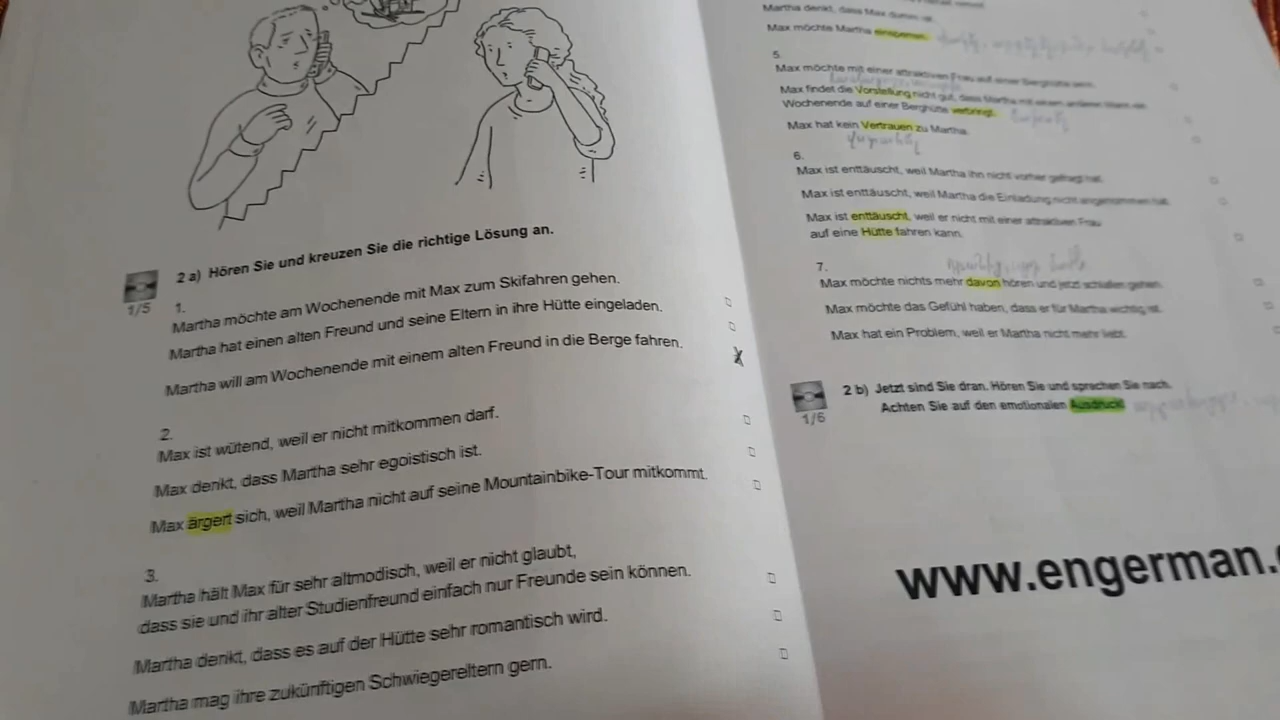 2 a) Hören Sie und kreuzen Sie die richtige Lösung an.
1/5
1.
Martha möchte am Wochenende mit Max zum Skifahren gehen.
Martha hat einen alten Freund und seine Eltern in ihre Hütte eingeladen.
Martha will am Wochenende mit einem alten Freund in die Berge fahren.
2.
Max ist wütend, weil er nicht mitkommen darf.
Max denkt, dass Martha sehr egoistisch ist.
Max ärgert sich, weil Martha nicht auf seine Mountainbike-Tour mitkommt.
3.
Martha hält Max für sehr altmodisch, weil er nicht glaubt,
dass sie und ihr alter Studienfreund einfach nur Freunde sein können.
Martha denkt, dass es auf der Hütte sehr romantisch wird.
Martha mag ihre zukünftigen Schwiegereltern gern.
Martha denkt, dass Max dumm ist.
Max möchte Martha einsperren.
5.
Max möchte mit einer attraktiven Frau auf einer Berghütte sein.
Max findet die Vorstellung nicht gut, dass Martha mit einem anderen Mann ein
Wochenende auf einer Berghütte verbringt.
Max hat kein Vertrauen zu Martha.
6.
Max ist enttäuscht, weil Martha ihn nicht vorher gefragt hat.
Max ist enttäuscht, weil Martha die Einladung nicht angenommen hat.
Max ist enttäuscht, weil er nicht mit einer attraktiven Frau
auf eine Hütte fahren kann.
7.
Max möchte nichts mehr davon hören und jetzt schlafen gehen.
Max möchte das Gefühl haben, dass er für Martha wichtig ist.
Max hat ein Problem, weil er Martha nicht mehr liebt.
2 b) Jetzt sind Sie dran. Hören Sie und sprechen Sie nach.
Achten Sie auf den emotionalen Ausdruck!
1/6
www.engerman.